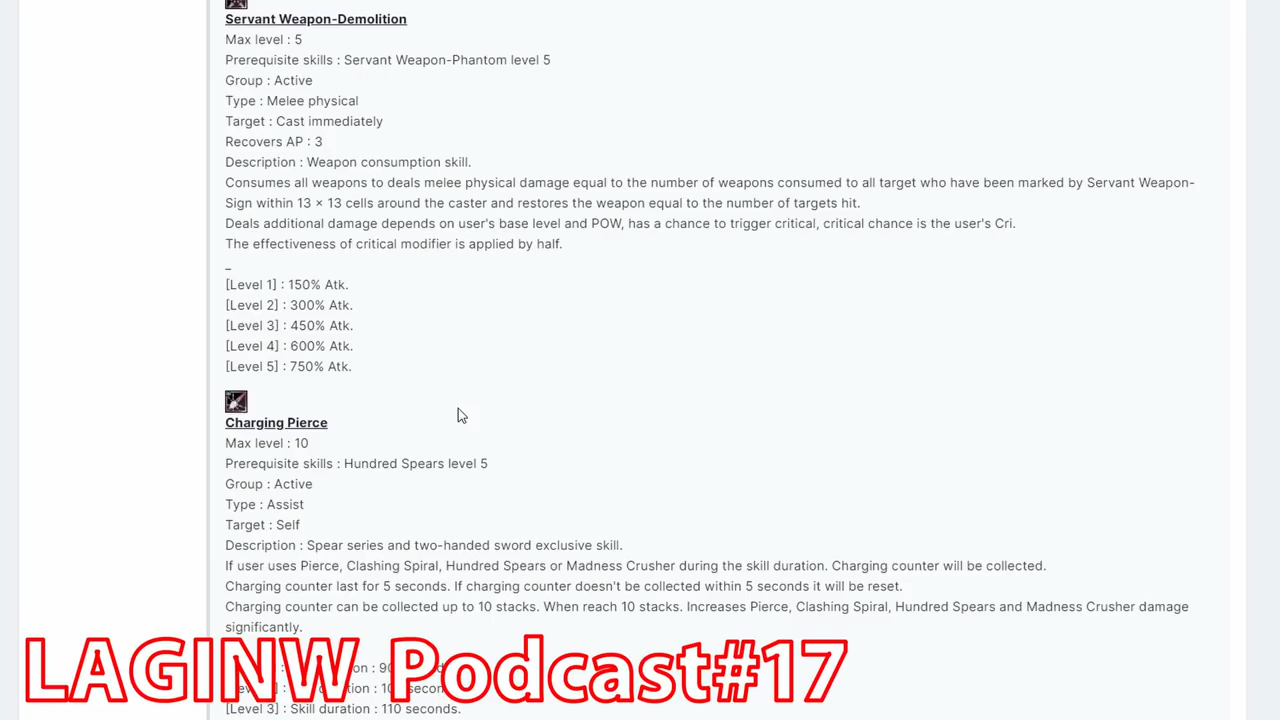 Servant Weapon-Demolition
Max level : 5
Prerequisite skills : Servant Weapon-Phantom level 5
Group : Active
Type : Melee physical
Target : Cast immediately
Recovers AP : 3
Description : Weapon consumption skill.
Consumes all weapons to deals melee physical damage equal to the number of weapons consumed to all target who have been marked by Servant Weapon-
Sign within 13 × 13 cells around the caster and restores the weapon equal to the number of targets hit.
Deals additional damage depends on user's base level and POW, has a chance to trigger critical, critical chance is the user's Cri.
The effectiveness of critical modifier is applied by half.
_
[Level 1] : 150% Atk.
[Level 2] : 300% Atk.
[Level 3] : 450% Atk.
[Level 4] : 600% Atk.
[Level 5] : 750% Atk.
Charging Pierce
Max level : 10
Prerequisite skills : Hundred Spears level 5
Group : Active
Type : Assist
Target : Self
Description : Spear series and two-handed sword exclusive skill.
If user uses Pierce, Clashing Spiral, Hundred Spears or Madness Crusher during the skill duration. Charging counter will be collected.
Charging counter last for 5 seconds. If charging counter doesn't be collected within 5 seconds it will be reset.
Charging counter can be collected up to 10 stacks. When reach 10 stacks. Increases Pierce, Clashing Spiral, Hundred Spears and Madness Crusher damage
significantly.
[Level 3] : Skill duration : 110 seconds.
LAGINW Podcast#17